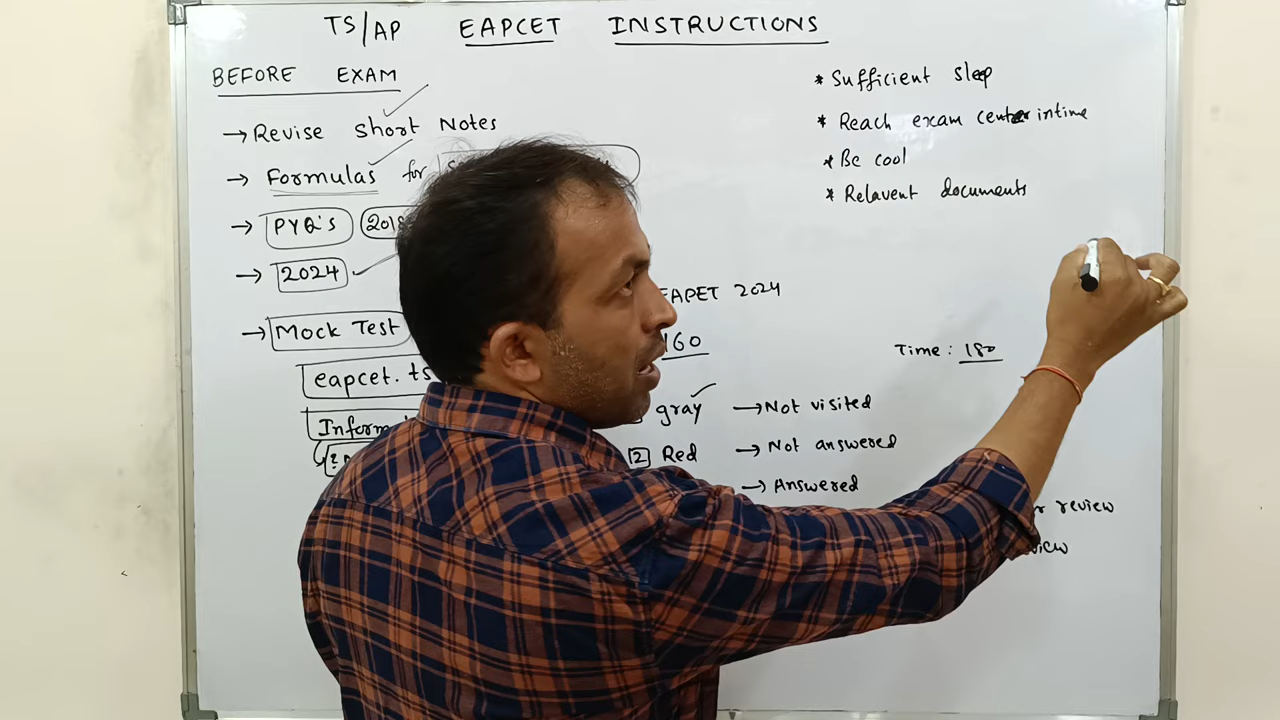 TS/AP EAPCET INSTRUCTIONS
BEFORE EXAM
→ Revise short Notes
→ Formulas for
→ PYQ's 2018
→ 2024
→ Mock Test
eapcet.ts
Inform
* Sufficient sleep
* Reach exam center intime
* Be cool
* Relavent documents
EAPET 2024
160
Time : 180
gray → Not visited
2 Red → Not answered
→ Answered
review